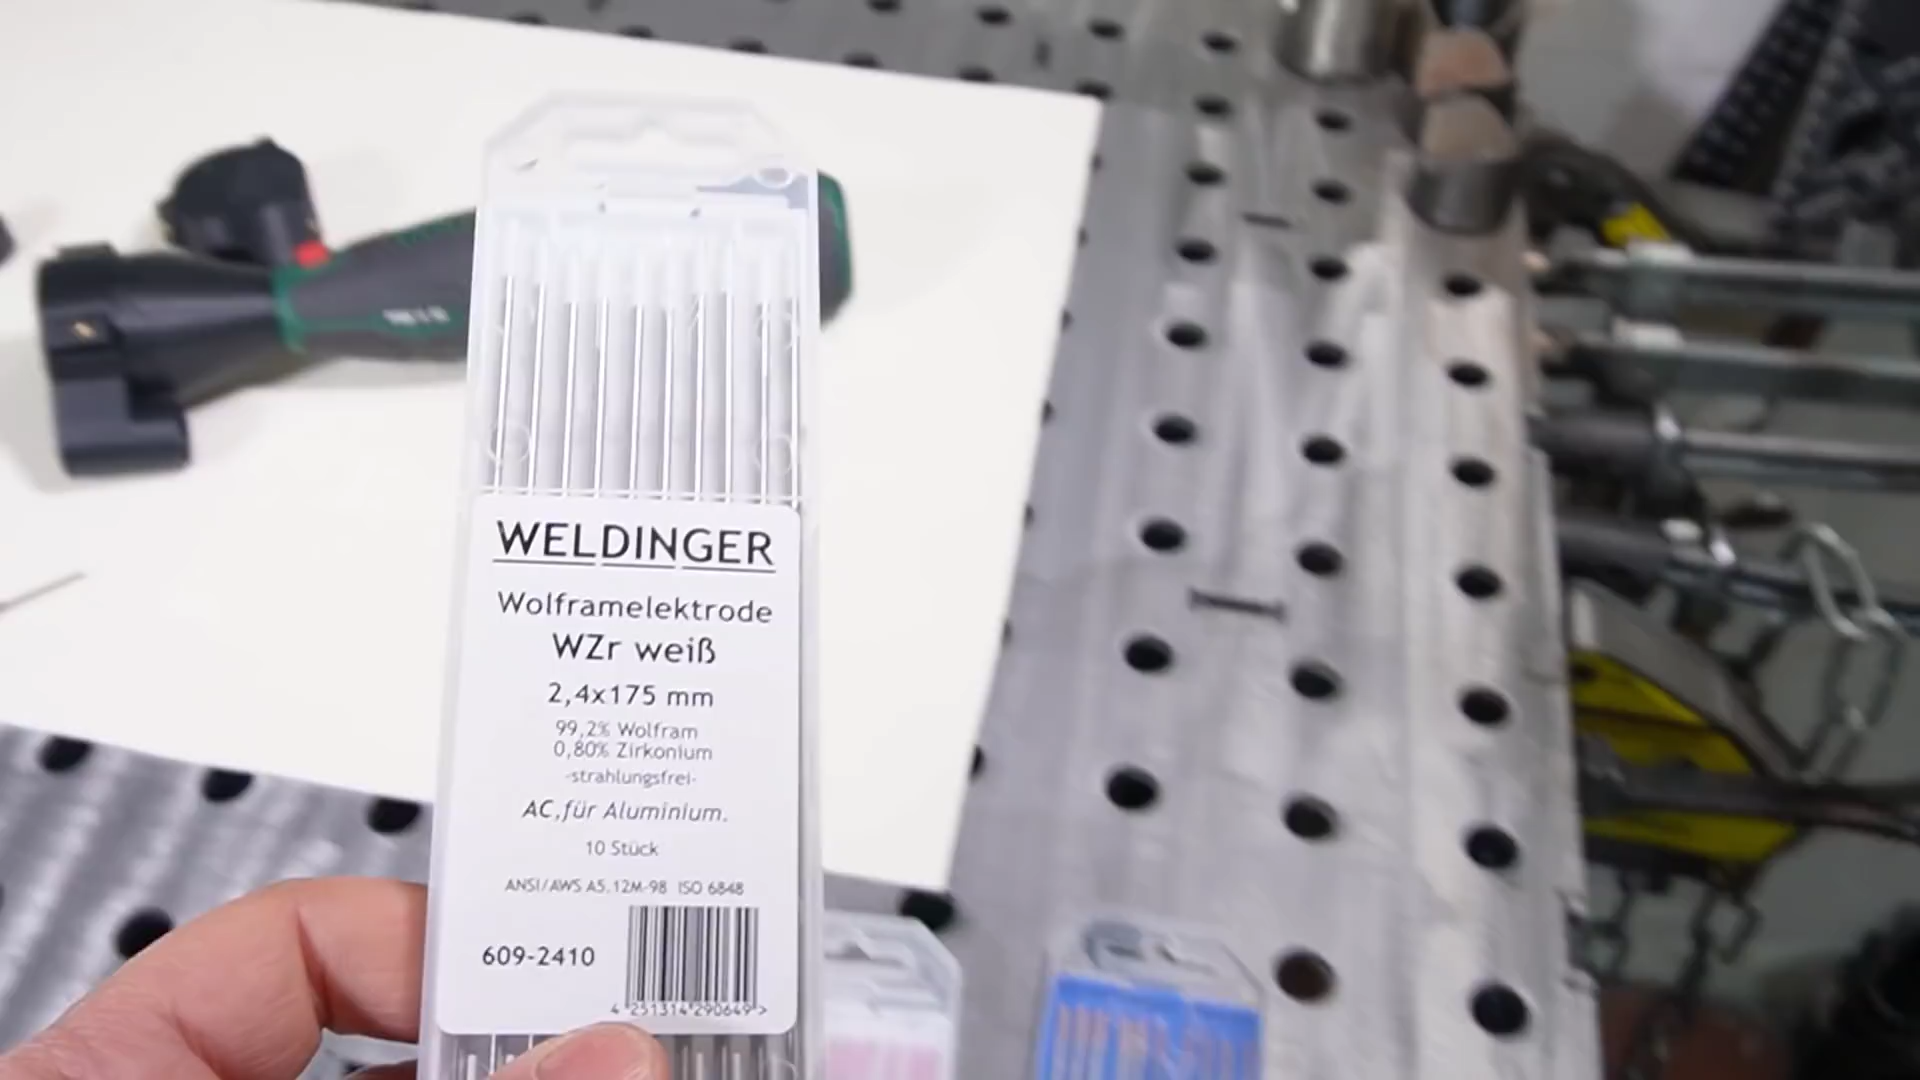 WELDINGER
Wolframelektrode
WZr weiß
2,4x175 mm
99,2% Wolfram
0,80% Zirkonium
-strahlungsfrei-
AC,für Aluminium.
10 Stück
ANSI/AWS A5.12M-98 ISO 6848
609-2410
4 251314 290649 >